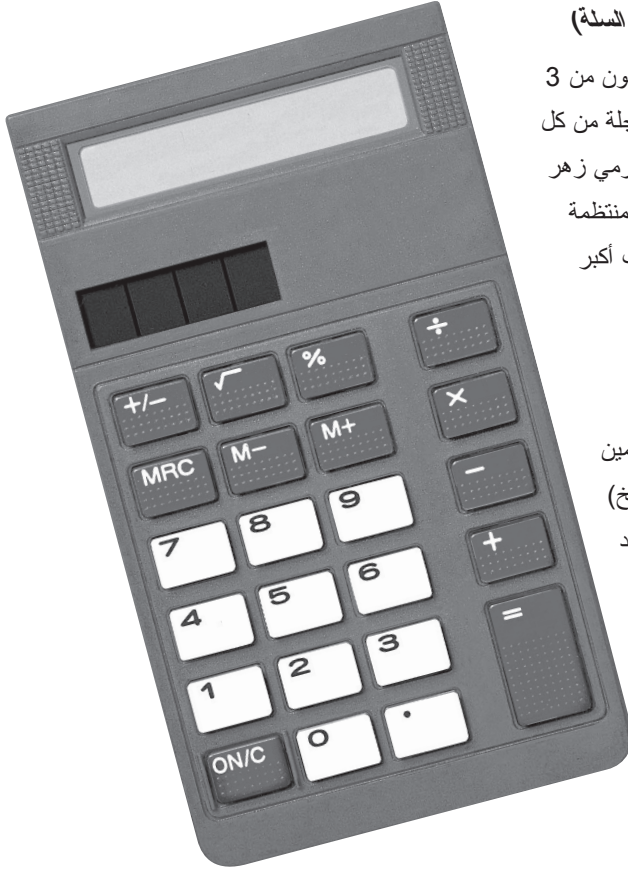 السلة)
ون من 3
جلة من كل
رمي زهر
منتظمة
أكبر
مين
خ)
د
÷
+/− √ %
×
MRC M− M+
−
7 8 9
+
4 5 6
=
1 2 3
ON/C 0 .